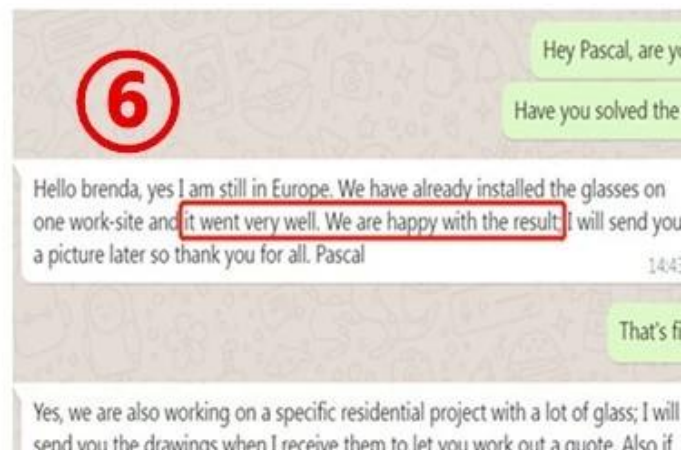 Hey Pascal, are
6
Have you solved the
Hello brenda, yes I am still in Europe. We have already installed the glasses on
one work-site and it went very well. We are happy with the result; I will send you
a picture later so thank you for all. Pascal
14:43
That's
Yes, we are also working on a specific residential project with a lot of glass; I will
send you the drawings when I receive them to let you work out a quote. Also if